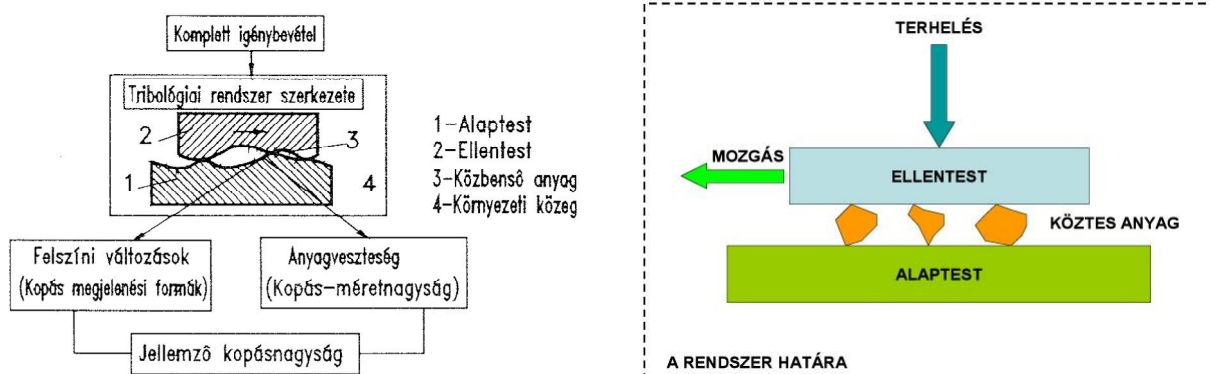 Komplett igénybevétel
Tribológiai rendszer szerkezete
2
3
1
4
1-Alaptest
2-Ellentest
3-Közbenső anyag
4-Környezeti közeg
Felszíni változások
(Kopás megjelenési formák)
Anyagveszteség
(Kopás-méretnagyság)
Jellemző kopásnagyság
TERHELÉS
MOZGÁS
ELLENTEST
KÖZTES ANYAG
ALAPTEST
A RENDSZER HATÁRA